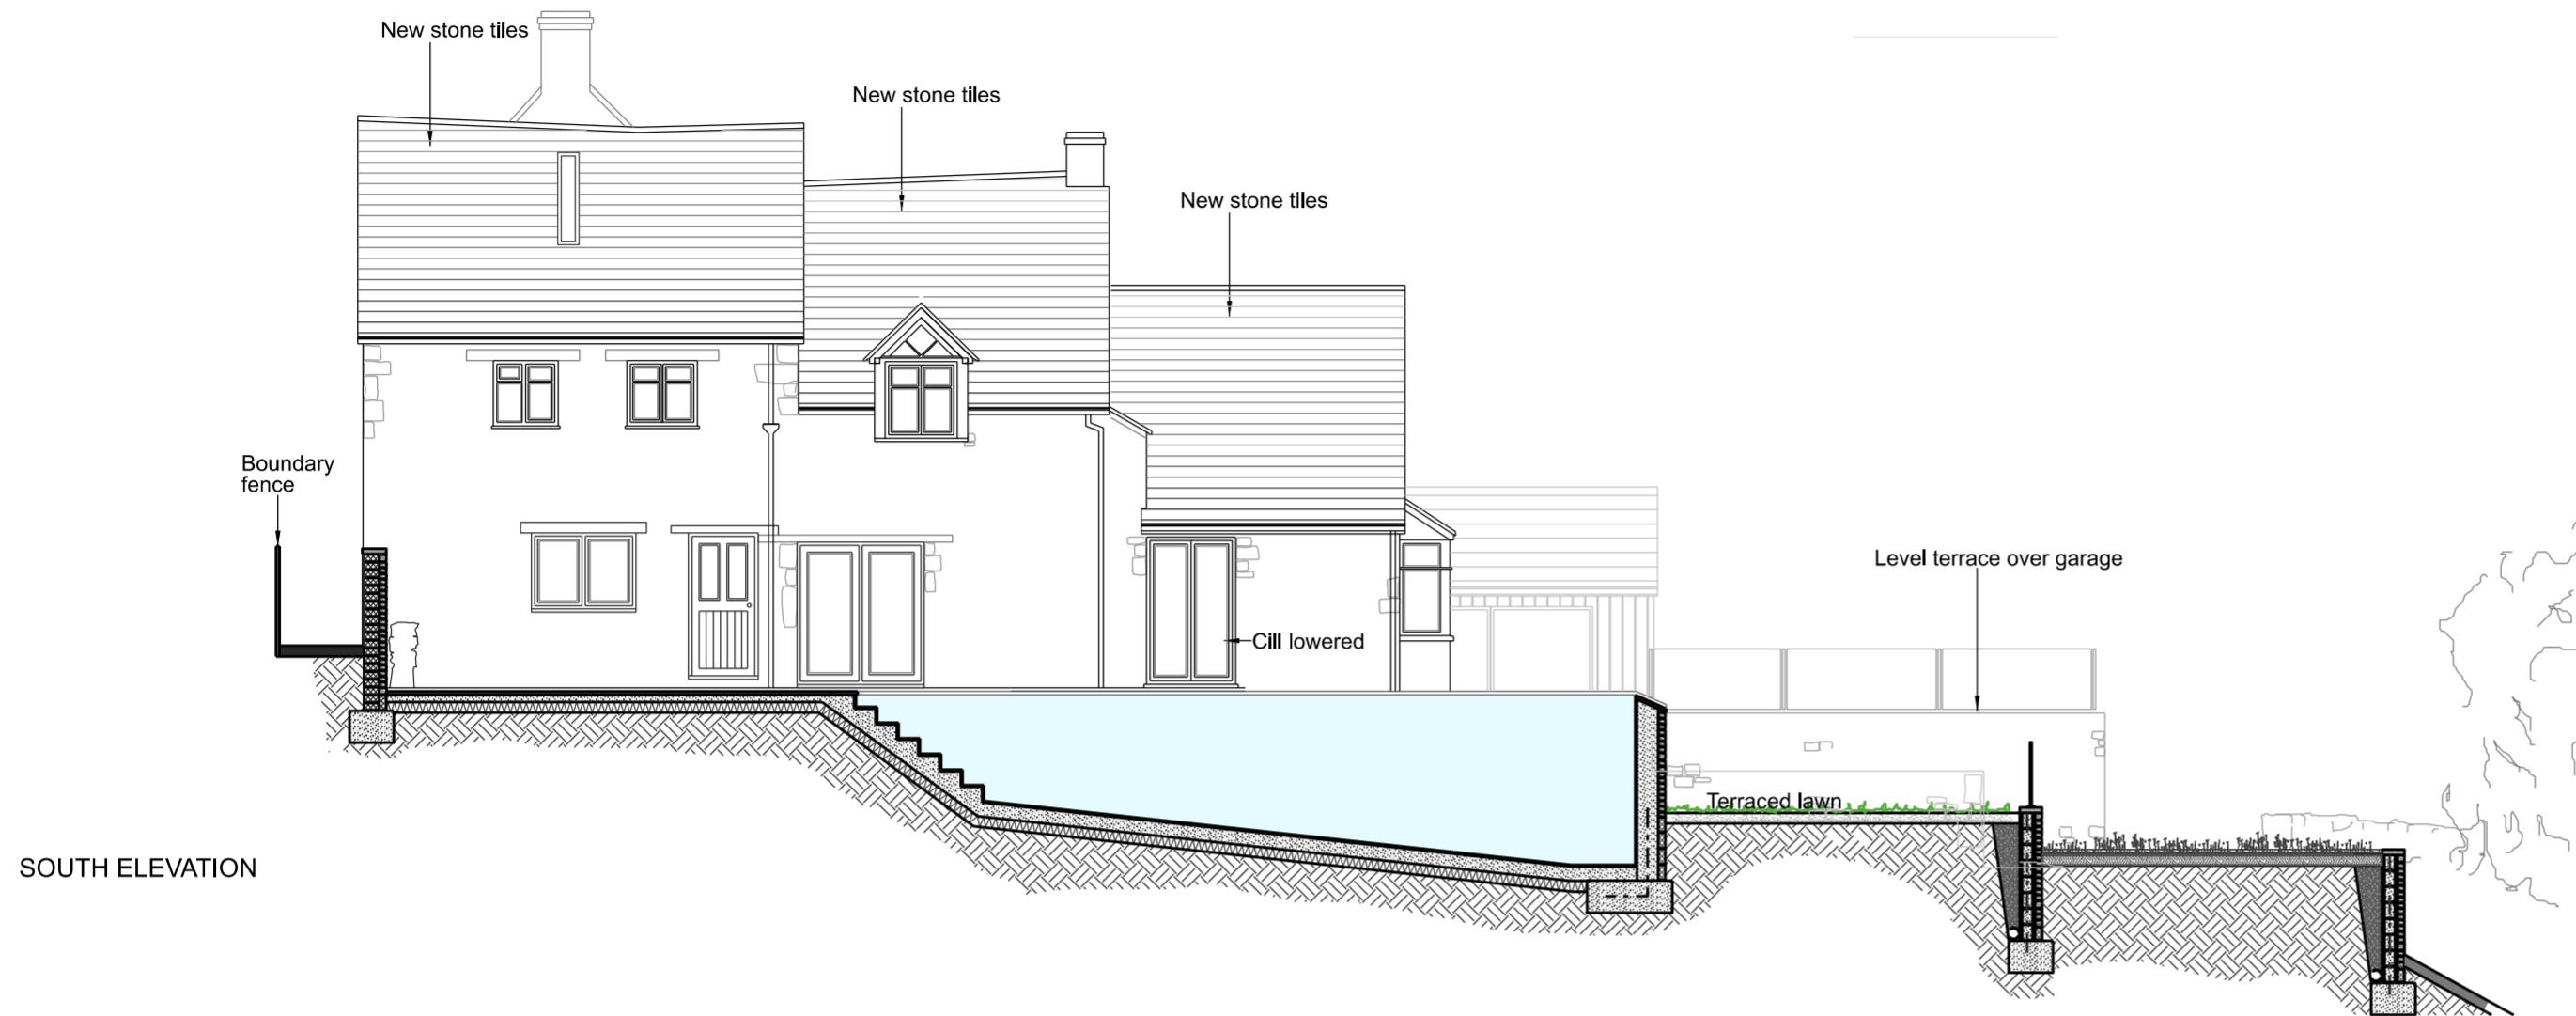 New stone tiles
New stone tiles
New stone tiles
Boundary
fence
Level terrace over garage
Cill lowered
Terraced lawn
SOUTH ELEVATION